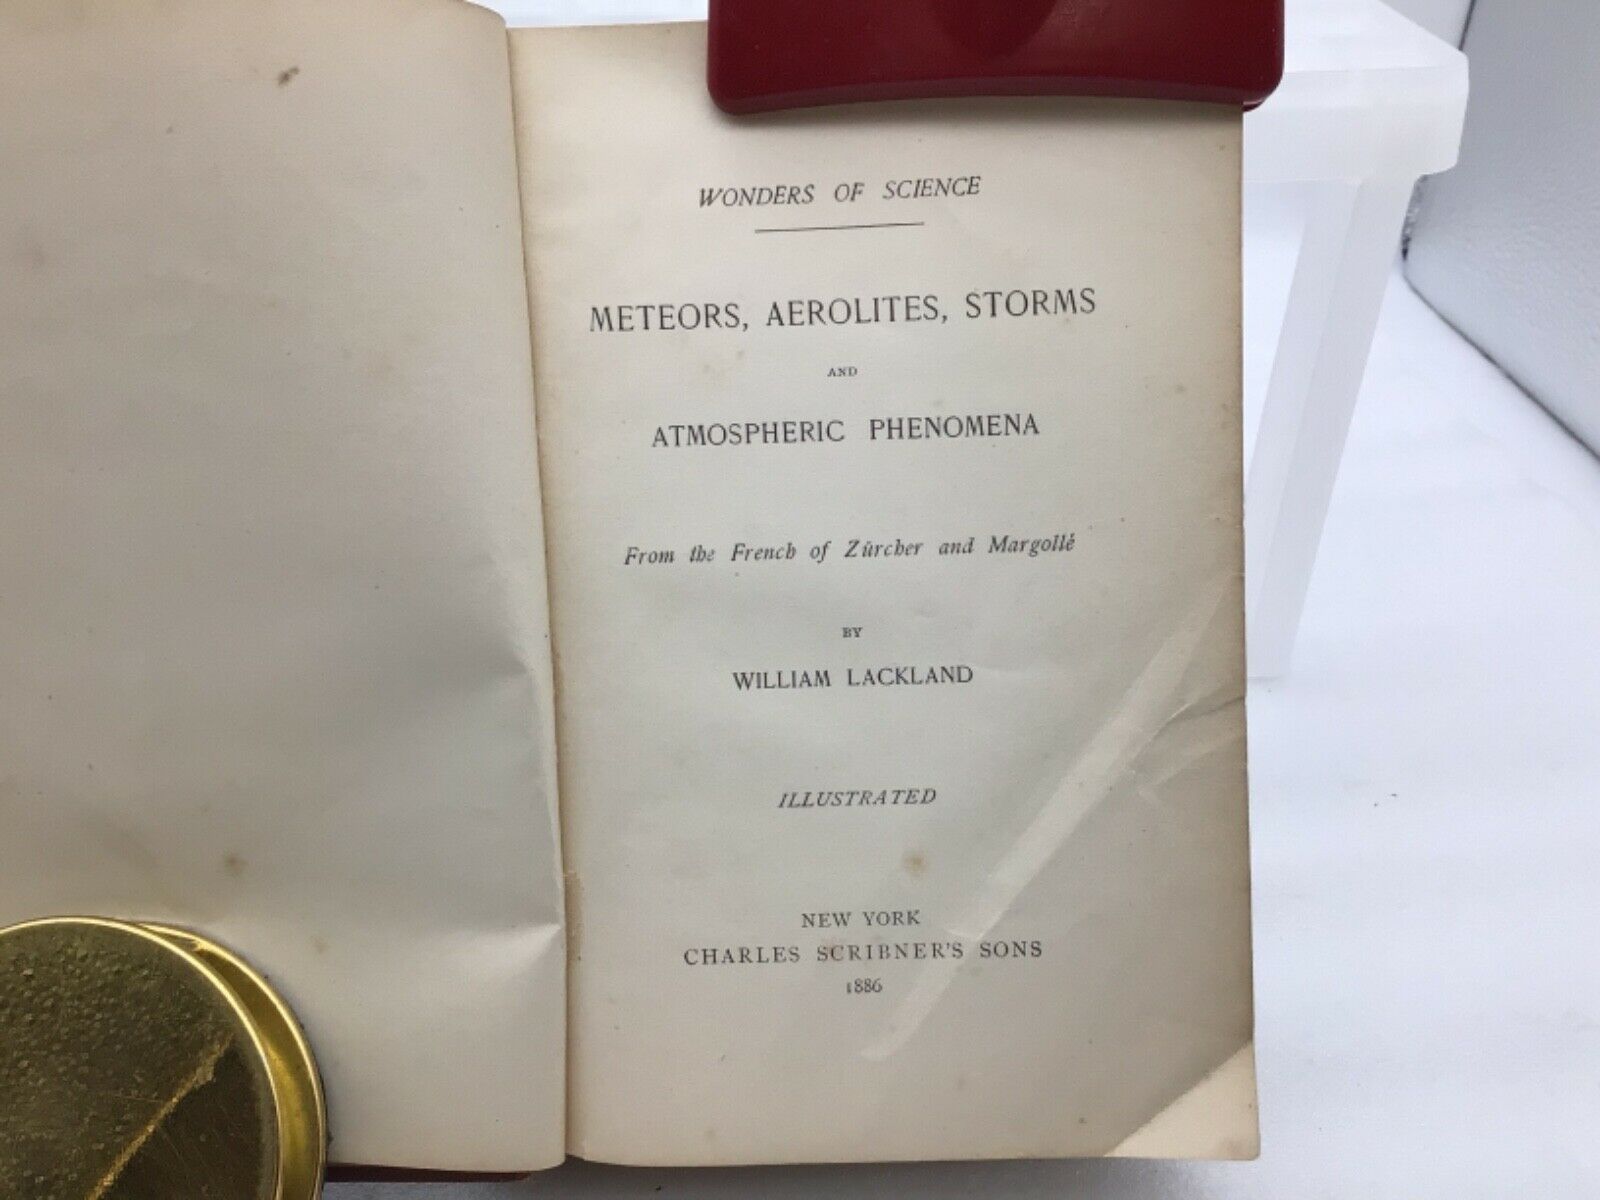 WONDERS OF SCIENCE
METEORS, AEROLITES, STORMS
AND
ATMOSPHERIC PHENOMENA
From the French of Zürcher and Margollé
BY
WILLIAM LACKLAND
ILLUSTRATED
NEW YORK
CHARLES SCRIBNER'S SONS
1886